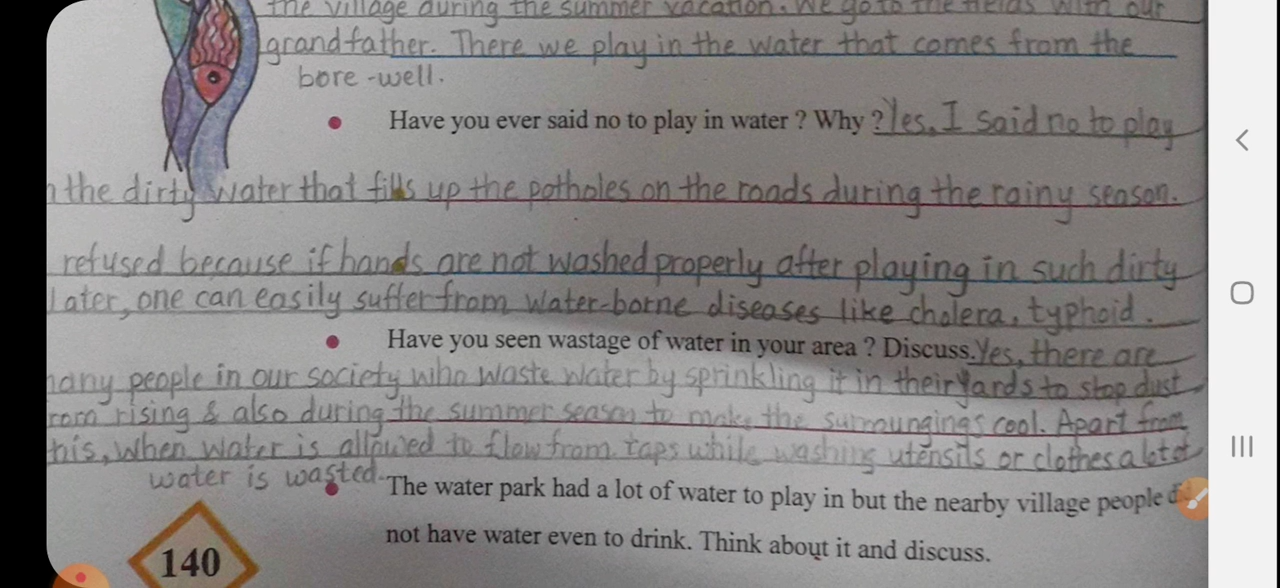 the village during the summer vacation. We go to the fields with our
grandfather. There we play in the water that comes from the
bore-well.
Have you ever said no to play in water ? Why ? Yes, I said no to play
the dirty water that fills up the potholes on the roads during the rainy season.
refused because if hands are not washed properly after playing in such dirty
later, one can easily suffer from water-borne diseases like cholera, typhoid.
Have you seen wastage of water in your area ? Discuss. Yes, there are
many people in our society who waste water by sprinkling it in their yards to stop dust
rom rising & also during the summer season to make the surroungings cool. Apart from
his, when water is allowed to flow from taps while washing utensils or clothes a lot of
water is wasted.
The water park had a lot of water to play in but the nearby village people
not have water even to drink. Think about it and discuss.
140